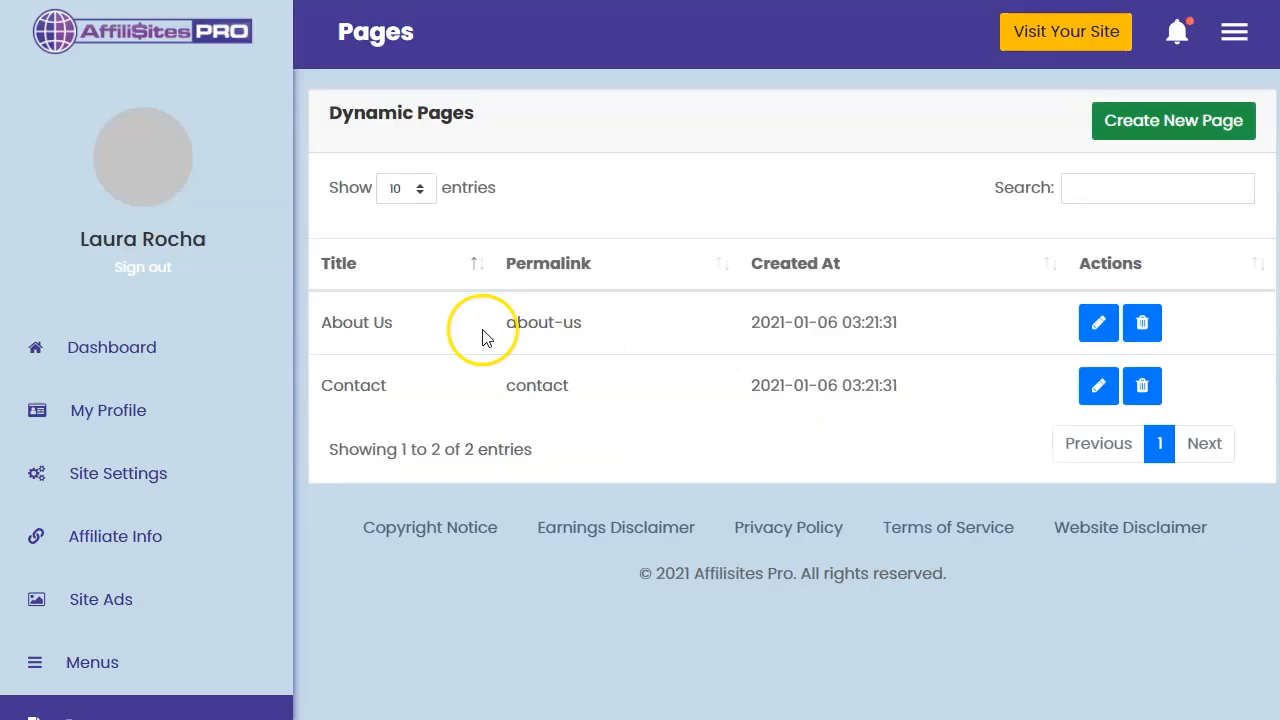 Affili$ites PRO
Pages
Visit Your Site
Laura Rocha
Sign out
Dashboard
My Profile
Site Settings
Affiliate Info
Site Ads
Menus
Dynamic Pages
Create New Page
Show 10 entries
Search:
Title Permalink Created At Actions
About Us about-us 2021-01-06 03:21:31
Contact contact 2021-01-06 03:21:31
Showing 1 to 2 of 2 entries
Previous 1 Next
Copyright Notice Earnings Disclaimer Privacy Policy Terms of Service Website Disclaimer
© 2021 Affilisites Pro. All rights reserved.